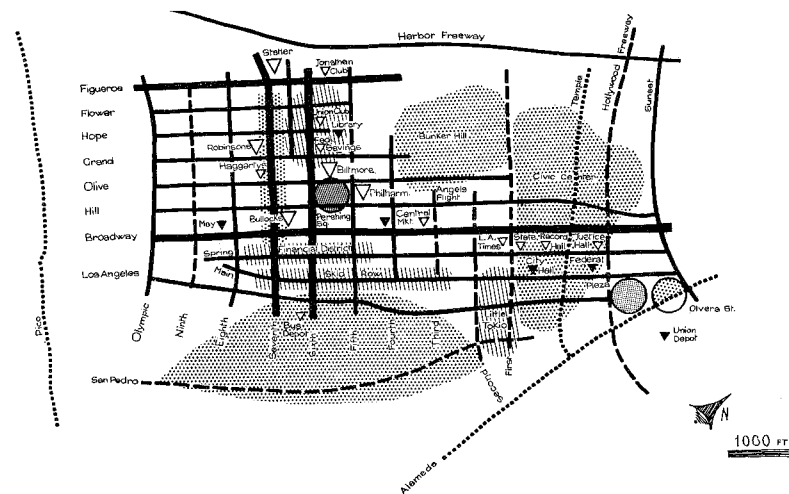 Harbor Freeway
Freeway
Hollywood
Temple
Sunset
Statler
Jonathan
Club
Figueroa
Flower
Hope
Library
Savings
Bunker Hill
Robinsons
Grand
Haggartys
Biltmore
Civic Center
Olive
Philharm.
Angels
Flight
Hill
May
Bullocks
Pershing
Sq.
Central
Mkt.
Broadway
L.A.
Times
State
Record
Hall
Justice
Hall
Spring
Financial District
City
Hall
Federal
Los Angeles
Main
Skid Row
Plaza
Olvera St.
Pico
Olympic
Ninth
Eighth
Seventh
Sixth
Fifth
Fourth
Third
Second
First
Bus
Depot
Little
Tokio
Union
Depot
San Pedro
Alameda
N
1000 FT